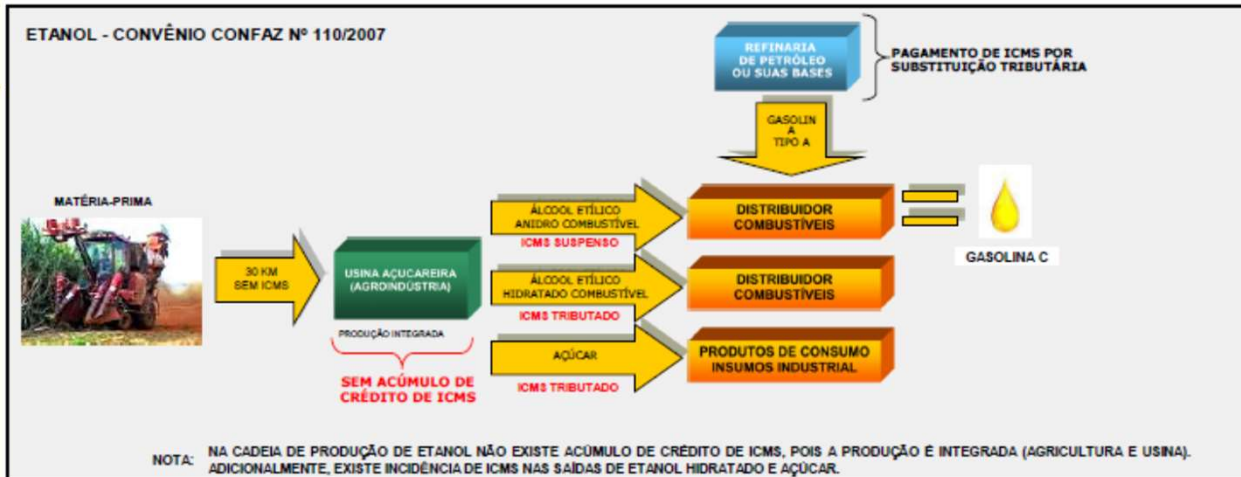 ETANOL - CONVÊNIO CONFAZ Nº 110/2007
REFINARIA
DE PETRÓLEO
OU SUAS BASES
PAGAMENTO DE ICMS POR
SUBSTITUIÇÃO TRIBUTÁRIA
GASOLIN
A
TIPO A
MATÉRIA-PRIMA
30 KM
SEM ICMS
USINA AÇUCAREIRA
(AGROINDÚSTRIA)
PRODUÇÃO INTEGRADA
SEM ACÚMULO DE
CRÉDITO DE ICMS
ÁLCOOL ETÍLICO
ANIDRO COMBUSTÍVEL
ICMS SUSPENSO
DISTRIBUIDOR
COMBUSTÍVEIS
GASOLINA C
ÁLCOOL ETÍLICO
HIDRATADO COMBUSTÍVEL
ICMS TRIBUTADO
DISTRIBUIDOR
COMBUSTÍVEIS
AÇÚCAR
ICMS TRIBUTADO
PRODUTOS DE CONSUMO
INSUMOS INDUSTRIAL
NOTA: NA CADEIA DE PRODUÇÃO DE ETANOL NÃO EXISTE ACÚMULO DE CRÉDITO DE ICMS, POIS A PRODUÇÃO É INTEGRADA (AGRICULTURA E USINA).
ADICIONALMENTE, EXISTE INCIDÊNCIA DE ICMS NAS SAÍDAS DE ETANOL HIDRATADO E AÇÚCAR.